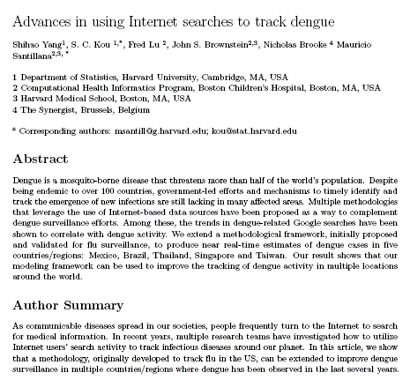 Advances in using Internet searches to track dengue
Shihao Yang1, S. C. Kou 1,*, Fred Lu 2, John S. Brownstein2,3, Nicholas Brooke 4 Mauricio
Santillana2,3, *
1 Department of Statistics, Harvard University, Cambridge, MA, USA
2 Computational Health Informatics Program, Boston Children's Hospital, Boston, MA, USA
3 Harvard Medical School, Boston, MA, USA
4 The Synergist, Brussels, Belgium
* Corresponding authors: msantill@g.harvard.edu; kou@stat.harvard.edu
Abstract
Dengue is a mosquito-borne disease that threatens more than half of the world's population. Despite
being endemic to over 100 countries, government-led efforts and mechanisms to timely identify and
track the emergence of new infections are still lacking in many affected areas. Multiple methodologies
that leverage the use of Internet-based data sources have been proposed as a way to complement
dengue surveillance efforts. Among these, the trends in dengue-related Google searches have been
shown to correlate with dengue activity. We extend a methodological framework, initially proposed
and validated for flu surveillance, to produce near real-time estimates of dengue cases in five
countries/regions: Mexico, Brazil, Thailand, Singapore and Taiwan. Our result shows that our
modeling framework can be used to improve the tracking of dengue activity in multiple locations
around the world.
Author Summary
As communicable diseases spread in our societies, people frequently turn to the Internet to search
for medical information. In recent years, multiple research teams have investigated how to utilize
Internet users' search activity to track infectious diseases around our planet. In this article, we show
that a methodology, originally developed to track flu in the US, can be extended to improve dengue
surveillance in multiple countries/regions where dengue has been observed in the last several years.